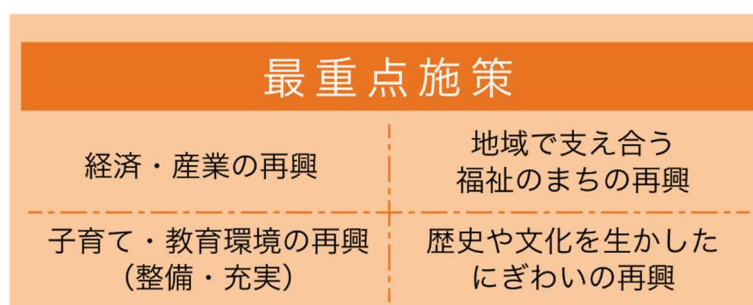 最重点施策
経済・産業の再興
地域で支え合う
福祉のまちの再興
子育て・教育環境の再興
（整備・充実）
歴史や文化を生かした
にぎわいの再興